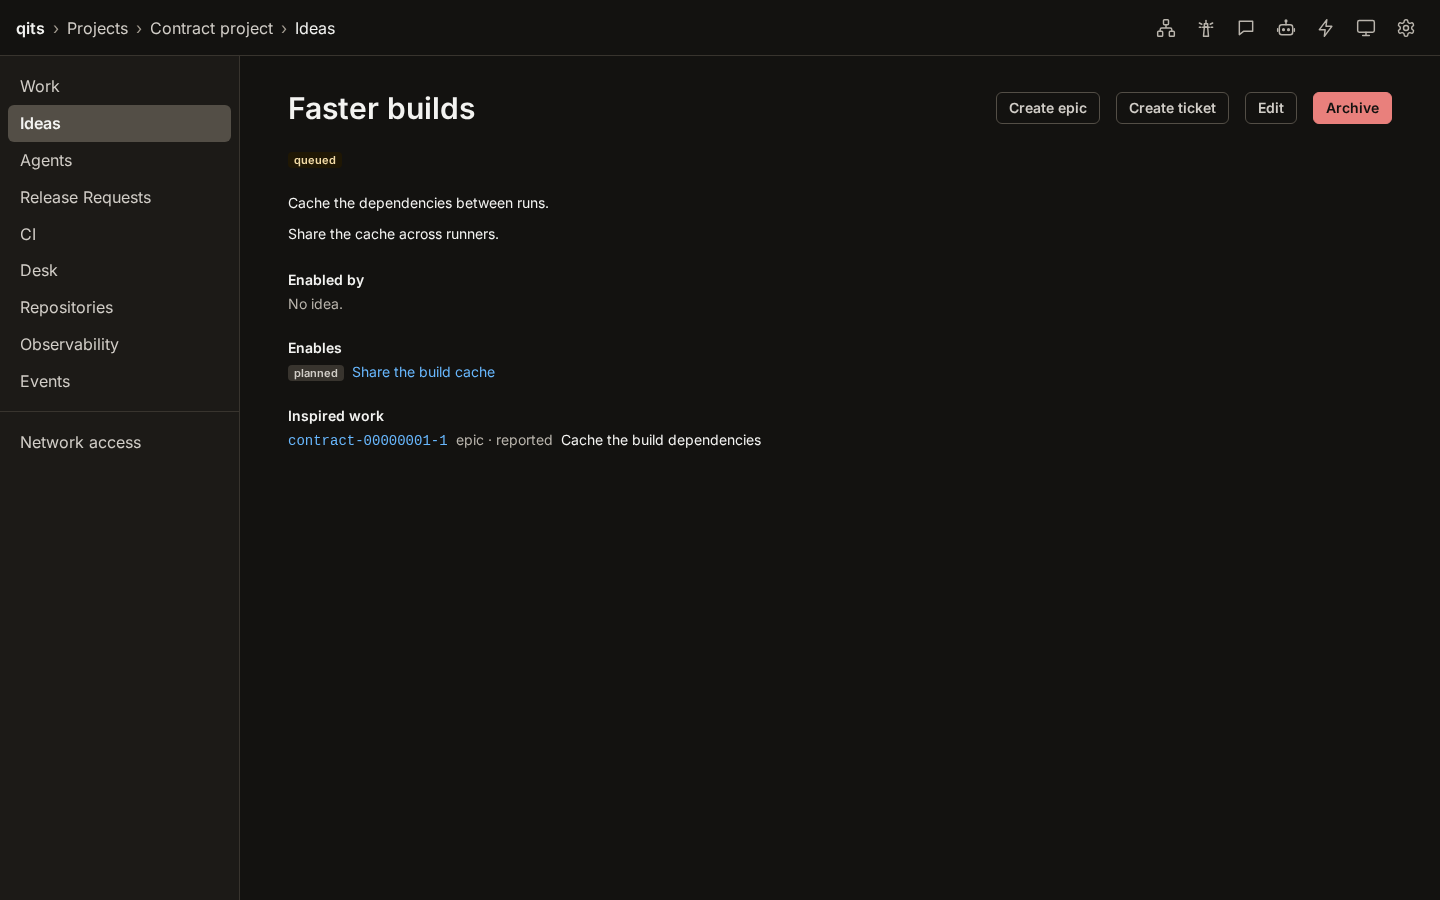 qits › Projects › Contract project › Ideas
Work
Ideas
Agents
Release Requests
CI
Desk
Repositories
Observability
Events
Network access
Faster builds
Create epic
Create ticket
Edit
Archive
queued
Cache the dependencies between runs.
Share the cache across runners.
Enabled by
No idea.
Enables
planned Share the build cache
Inspired work
contract-00000001-1 epic · reported Cache the build dependencies